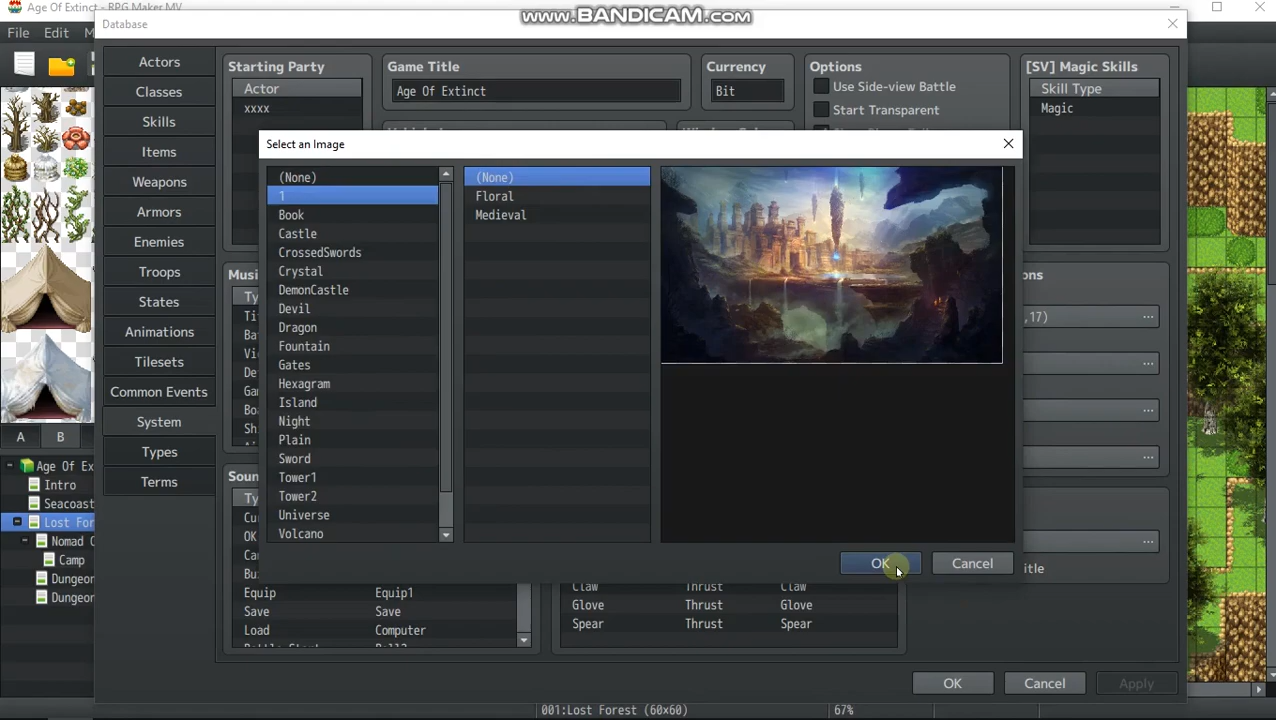 Age Of Extinct - RPG Maker MV
www.BANDICAM.com
File Edit
Database
Actors
Classes
Skills
Items
Weapons
Armors
Enemies
Troops
States
Animations
Tilesets
Common Events
System
Types
Terms
Starting Party
Actor
xxxx
Game Title
Age Of Extinct
Currency
Bit
Options
Use Side-view Battle
Start Transparent
[SV] Magic Skills
Skill Type
Magic
Select an Image
(None)
1
Book
Castle
CrossedSwords
Crystal
DemonCastle
Devil
Dragon
Fountain
Gates
Hexagram
Island
Night
Plain
Sword
Tower1
Tower2
Universe
Volcano
(None)
Floral
Medieval
OK
Cancel
,17)
A B
Age Of Ex
Intro
Seacoast
Lost For
Nomad C
Camp
Dungeo
Dungeo
Equip Equip1
Save Save
Load Computer
Claw Thrust Claw
Glove Thrust Glove
Spear Thrust Spear
OK Cancel Apply
001:Lost Forest (60x60) 67%